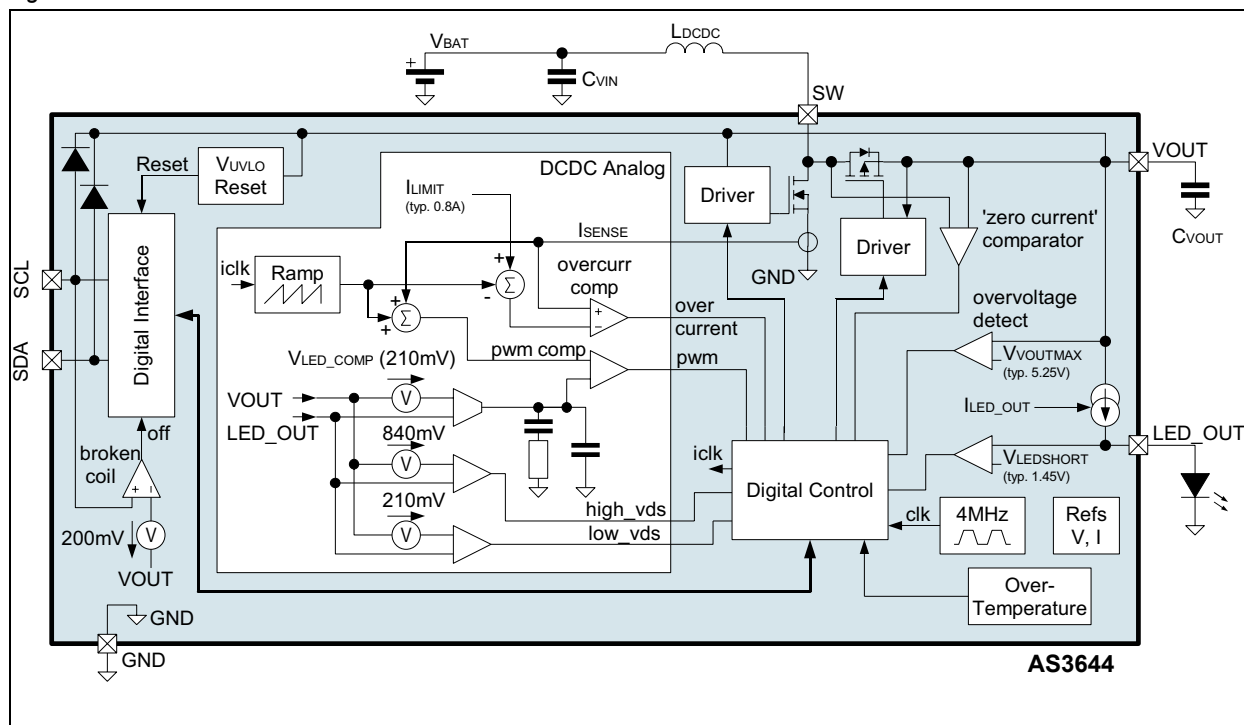 VBAT
LDCDC
+
CVIN
SW
VOUT
CVOUT
Reset
VUVLO
Reset
DCDC Analog
ILIMIT
(typ. 0.8A)
ISENSE
Driver
Driver
GND
'zero current'
comparator
SCL
SDA
Digital Interface
iclk
Ramp
+
-
Σ
+
+
Σ
overcurr
comp
+
−
over
current
overvoltage
detect
VVOUTMAX
(typ. 5.25V)
VLED_COMP (210mV)
pwm comp
pwm
V
VOUT
LED_OUT
840mV
V
210mV
V
high_vds
low_vds
iclk
Digital Control
ILED_OUT
LED_OUT
VLEDSHORT
(typ. 1.45V)
clk
4MHz
Refs
V, I
Over-
Temperature
off
broken
coil
+
−
200mV
V
VOUT
GND
GND
AS3644